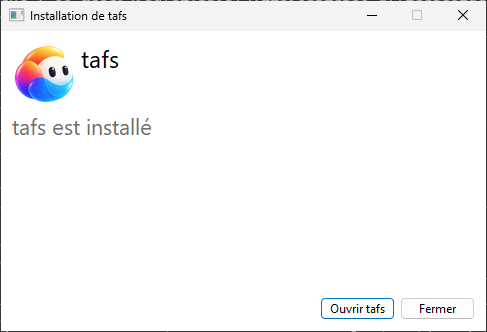 Installation de tafs
tafs
tafs est installé
Ouvrir tafs
Fermer